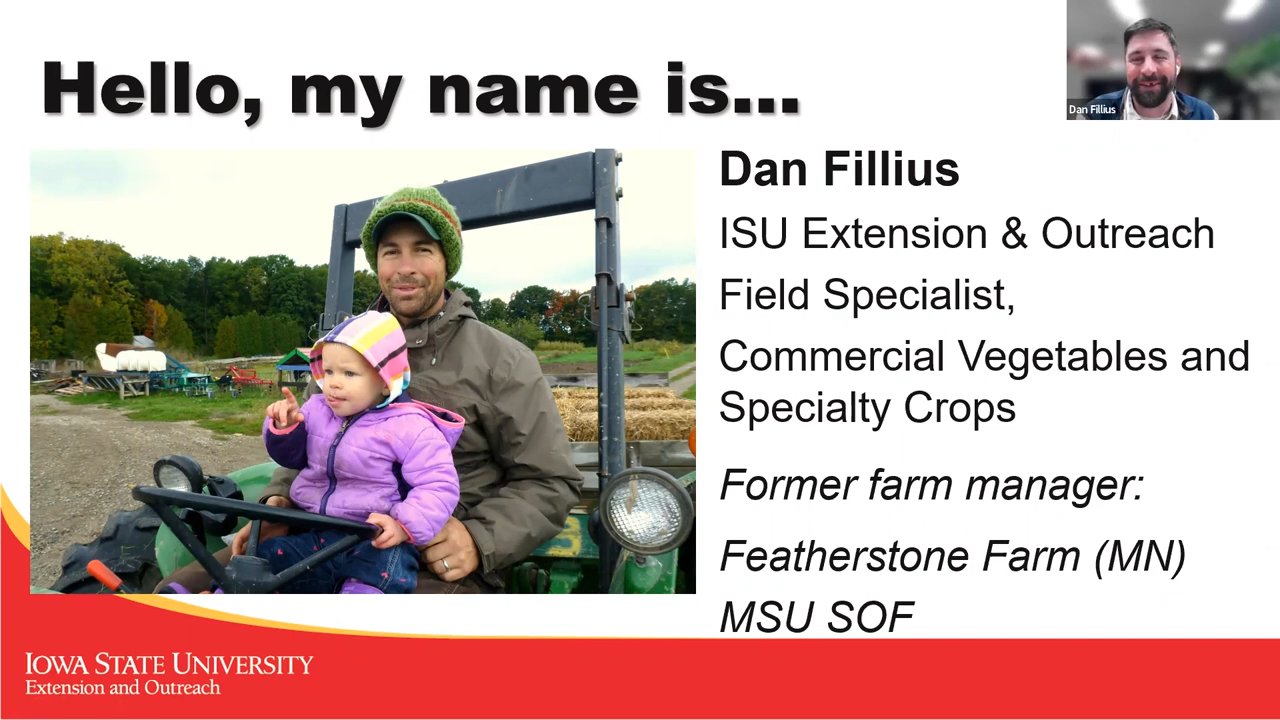 Hello, my name is...
Dan Fillius
Dan Fillius
ISU Extension & Outreach
Field Specialist,
Commercial Vegetables and
Specialty Crops
Former farm manager:
Featherstone Farm (MN)
MSU SOF
IOWA STATE UNIVERSITY
Extension and Outreach